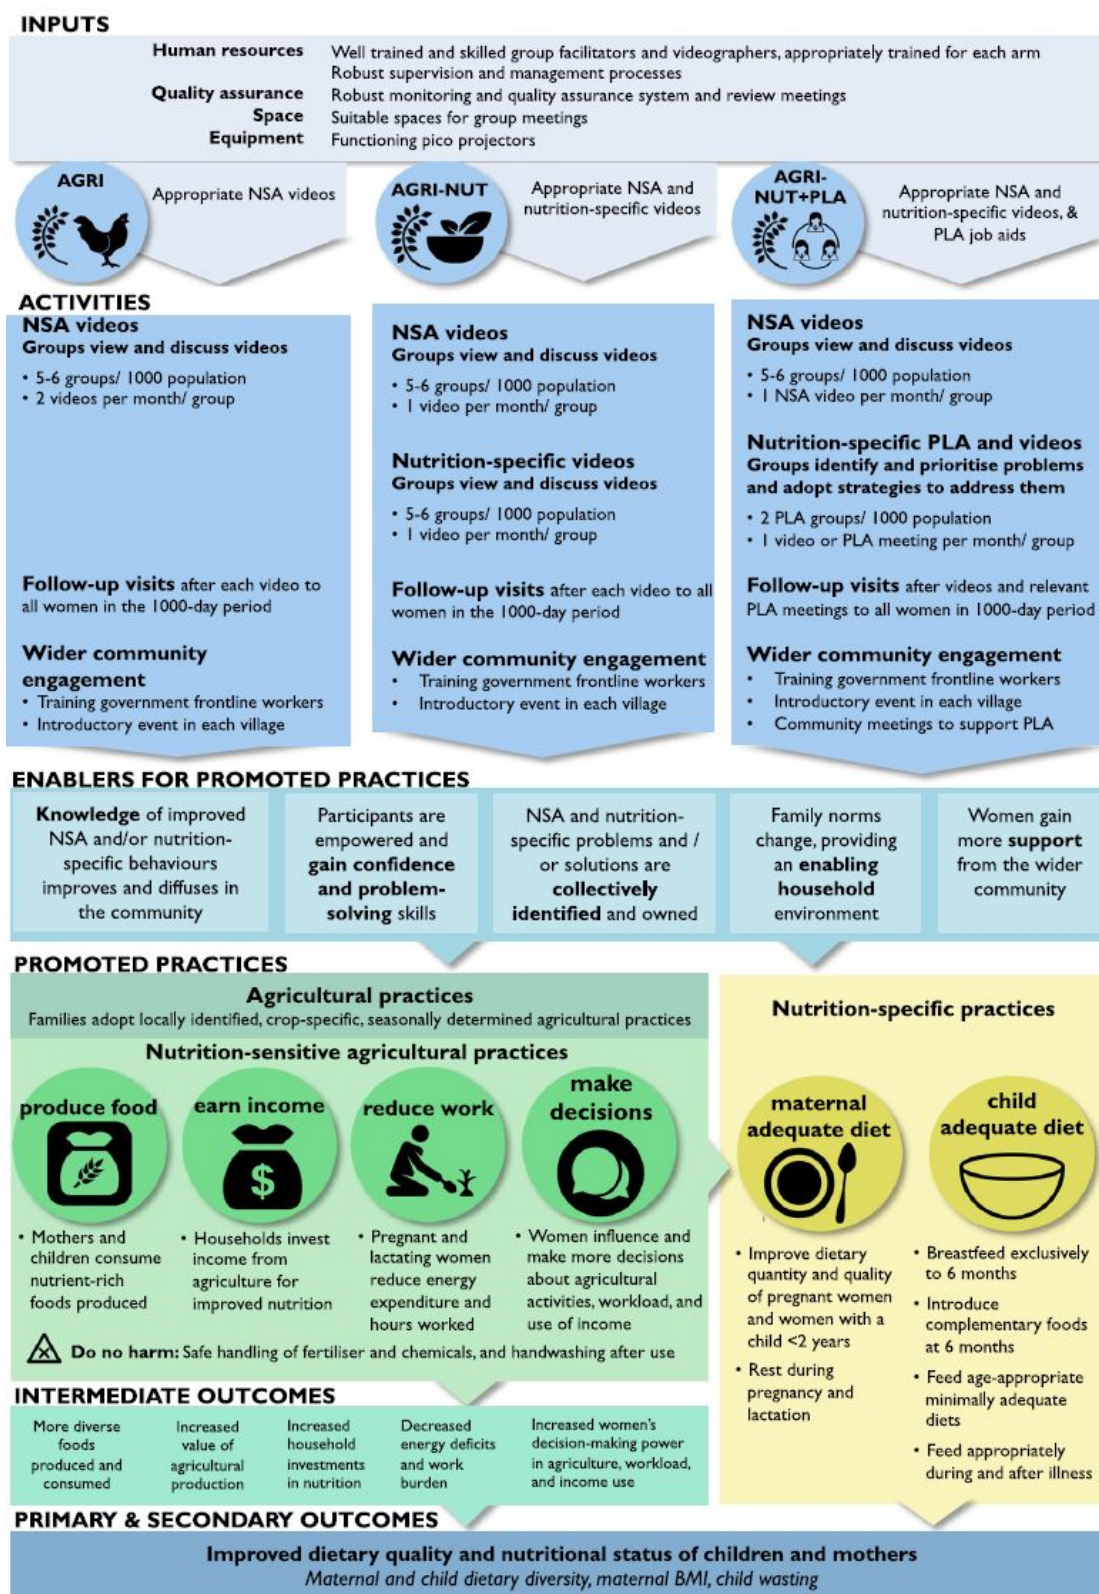 INPUTS
Human resources Well trained and skilled group facilitators and videographers, appropriately trained for each arm
Robust supervision and management processes
Quality assurance Robust monitoring and quality assurance system and review meetings
Space Suitable spaces for group meetings
Equipment Functioning pico projectors
AGRI
Appropriate NSA videos
AGRI-NUT
Appropriate NSA and
nutrition-specific videos
AGRI-
NUT+PLA
Appropriate NSA and
nutrition-specific videos, &
PLA job aids
ACTIVITIES
NSA videos
Groups view and discuss videos
• 5-6 groups/ 1000 population
• 2 videos per month/ group
Follow-up visits after each video to
all women in the 1000-day period
Wider community
engagement
• Training government frontline workers
• Introductory event in each village
NSA videos
Groups view and discuss videos
• 5-6 groups/ 1000 population
• 1 video per month/ group
Nutrition-specific videos
Groups view and discuss videos
• 5-6 groups/ 1000 population
• 1 video per month/ group
Follow-up visits after each video to all
women in the 1000-day period
Wider community engagement
• Training government frontline workers
• Introductory event in each village
NSA videos
Groups view and discuss videos
• 5-6 groups/ 1000 population
• 1 NSA video per month/ group
Nutrition-specific PLA and videos
Groups identify and prioritise problems
and adopt strategies to address them
• 2 PLA groups/ 1000 population
• 1 video or PLA meeting per month/ group
Follow-up visits after videos and relevant
PLA meetings to all women in 1000-day period
Wider community engagement
• Training government frontline workers
• Introductory event in each village
• Community meetings to support PLA
ENABLERS FOR PROMOTED PRACTICES
Knowledge of improved
NSA and/or nutrition-
specific behaviours
improves and diffuses in
the community
Participants are
empowered and
gain confidence
and problem-
solving skills
NSA and nutrition-
specific problems and /
or solutions are
collectively
identified and owned
Family norms
change, providing
an enabling
household
environment
Women gain
more support
from the wider
community
PROMOTED PRACTICES
Agricultural practices
Families adopt locally identified, crop-specific, seasonally determined agricultural practices
Nutrition-sensitive agricultural practices
produce food
• Mothers and
children consume
nutrient-rich
foods produced
earn income
$
• Households invest
income from
agriculture for
improved nutrition
reduce work
• Pregnant and
lactating women
reduce energy
expenditure and
hours worked
make
decisions
• Women influence and
make more decisions
about agricultural
activities, workload, and
use of income
Do no harm: Safe handling of fertiliser and chemicals, and handwashing after use
Nutrition-specific practices
maternal
adequate diet
• Improve dietary
quantity and quality
of pregnant women
and women with a
child <2 years
• Rest during
pregnancy and
lactation
child
adequate diet
• Breastfeed exclusively
to 6 months
• Introduce
complementary foods
at 6 months
• Feed age-appropriate
minimally adequate
diets
• Feed appropriately
during and after illness
INTERMEDIATE OUTCOMES
More diverse
foods
produced and
consumed
Increased
value of
agricultural
production
Increased
household
investments
in nutrition
Decreased
energy deficits
and work
burden
Increased women's
decision-making power
in agriculture, workload,
and income use
PRIMARY & SECONDARY OUTCOMES
Improved dietary quality and nutritional status of children and mothers
Maternal and child dietary diversity, maternal BMI, child wasting